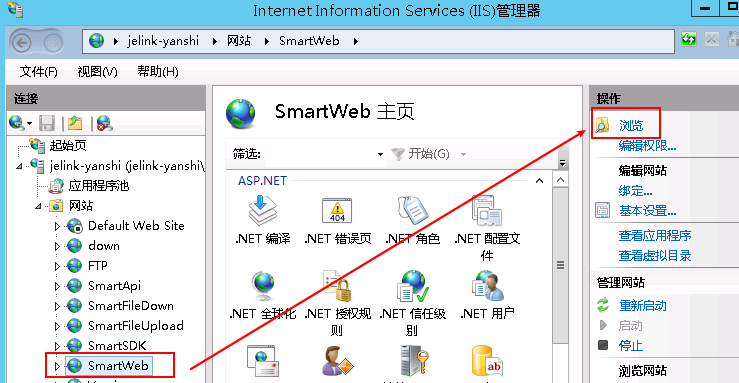 Internet Information Services (IIS)管理器
jelink-yanshi
网站
SmartWeb
文件(F)
视图(V)
帮助(H)
连接
起始页
jelink-yanshi (jelink-yanshi\
应用程序池
网站
Default Web Site
down
FTP
SmartApi
SmartFileDown
SmartFileUpload
SmartSDK
SmartWeb
SmartWeb 主页
筛选:
开始(G)
ASP.NET
.NET 编译
.NET 错误页
.NET 角色
.NET 配置文件
404
.NET 全球化
.NET 授权规则
.NET 信任级别
.NET 用户
ab
操作
浏览
编辑权限...
编辑网站
绑定...
基本设置...
查看应用程序
查看虚拟目录
管理网站
重新启动
启动
停止
浏览网站